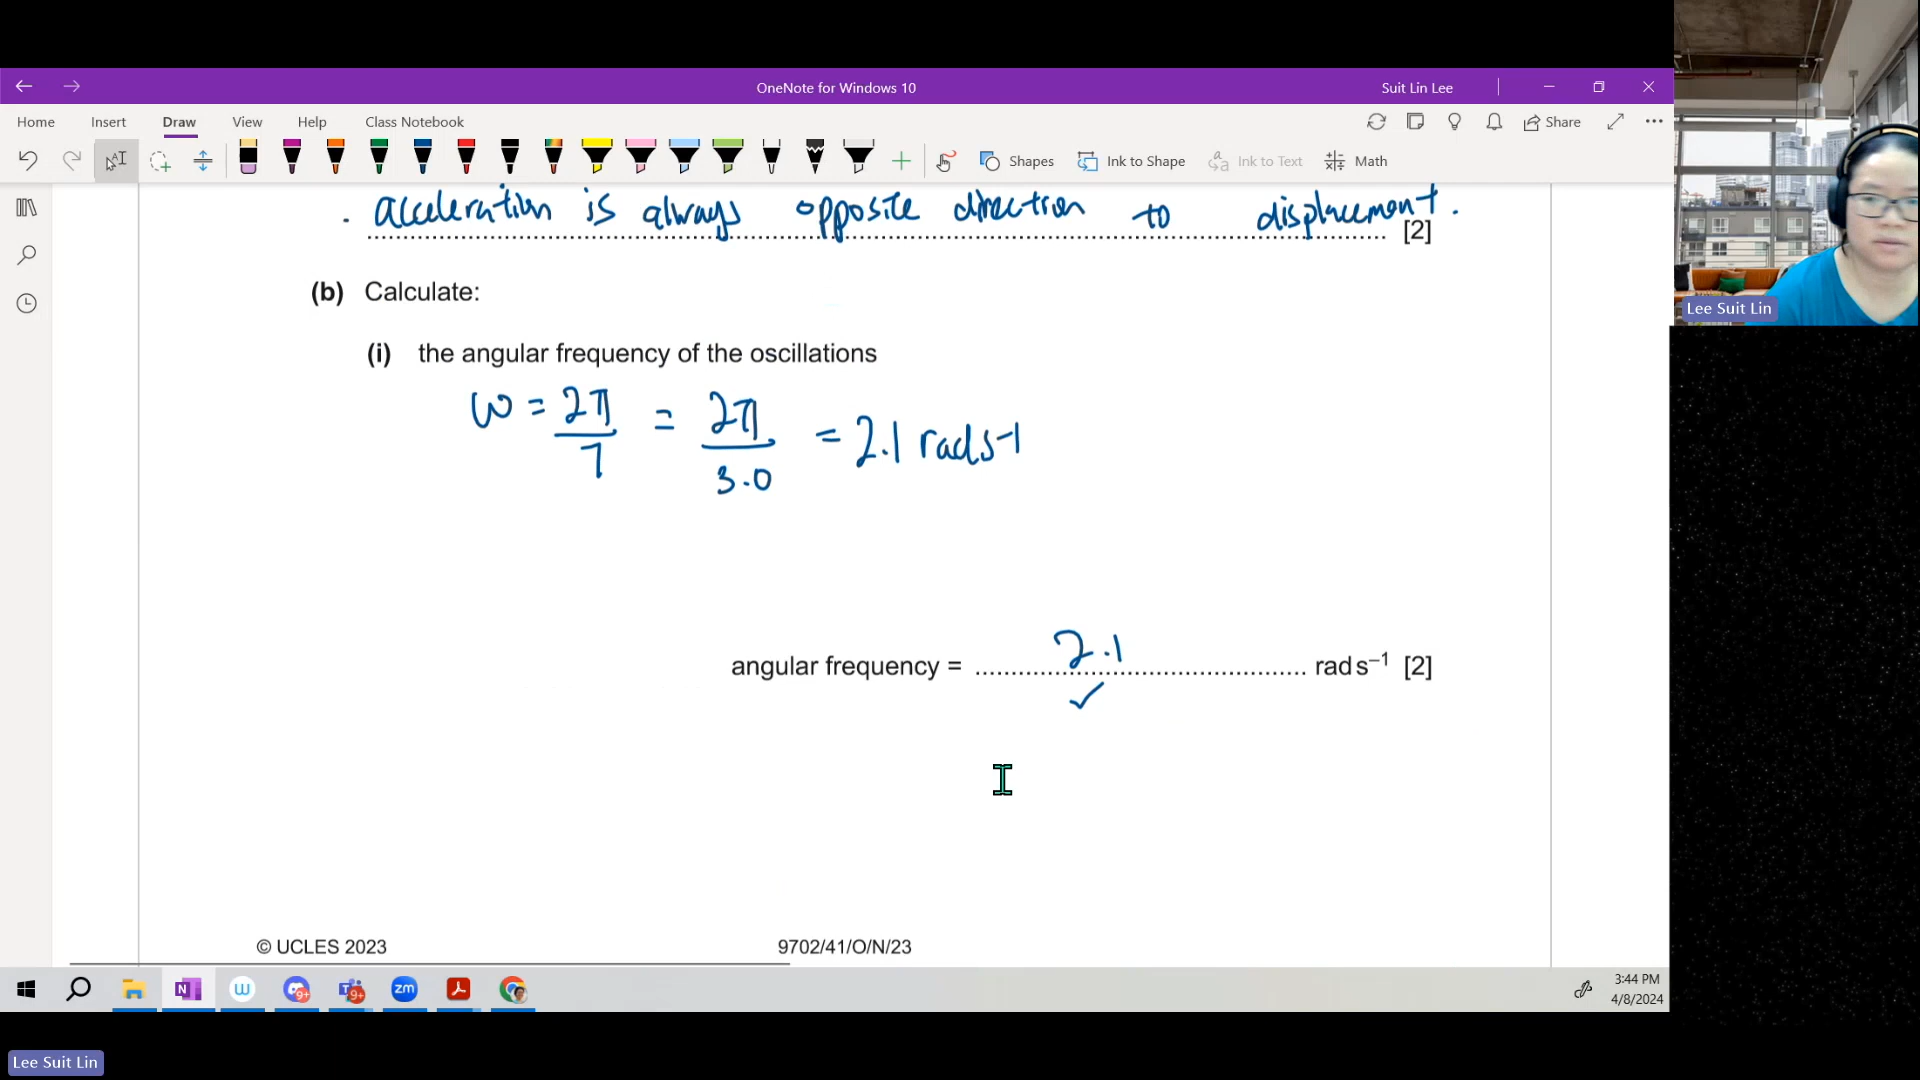 OneNote for Windows 10
Suit Lin Lee
Home Insert Draw View Help Class Notebook
Share
Shapes Ink to Shape Ink to Text Math
. acceleration is always opposite direction to displacement.
[2]
(b) Calculate:
(i) the angular frequency of the oscillations
ω = 2π/T = 2π/3.0 = 2.1 rads-1
2.1
angular frequency = ............................................. rad s⁻¹ [2]
© UCLES 2023
9702/41/O/N/23
3:44 PM
4/8/2024
Lee Suit Lin
Lee Suit Lin